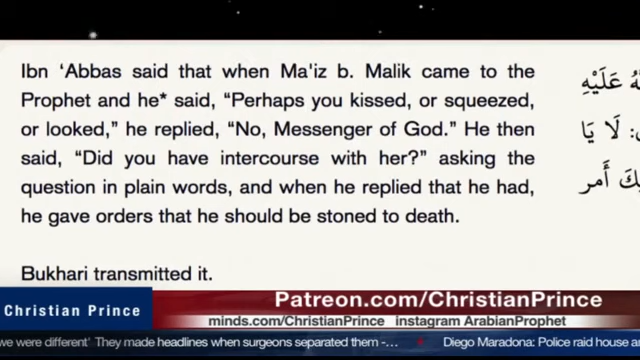 Ibn ‘Abbas said that when Ma'iz b. Malik came to the
Prophet and he* said, “Perhaps you kissed, or squeezed,
or looked,” he replied, “No, Messenger of God.” He then
said, “Did you have intercourse with her?” asking the
question in plain words, and when he replied that he had,
he gave orders that he should be stoned to death.
عَلَيْهِ
لَا يَا
أَمر
Bukhari transmitted it.
Christian Prince
Patreon.com/ChristianPrince
minds.com/ChristianPrince instagram ArabianProphet
we were different’ They made headlines when surgeons separated them -...
Diego Maradona: Police raid house a